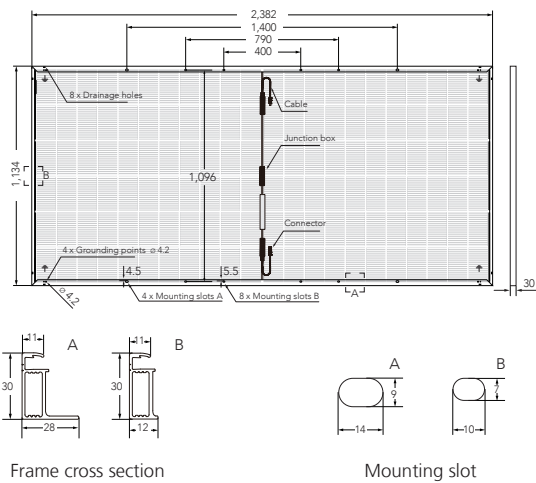 2,382
1,400
790
400
8 x Drainage holes
Cable
Junction box
1,134
B
1,096
Connector
4 x Grounding points ø 4.2
4.5
5.5
ø 4.2
4 x Mounting slots A
8 x Mounting slots B
A
30
11
A
30
28
11
B
30
12
A
9
14
B
7
10
Frame cross section
Mounting slot